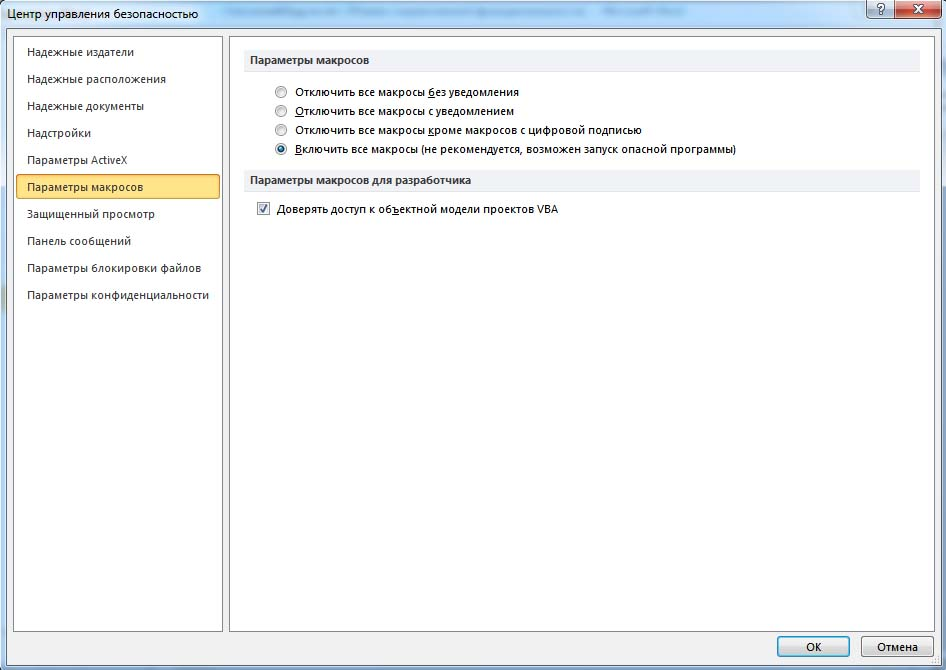 Центр управления безопасностью
Надежные издатели
Надежные расположения
Надежные документы
Надстройки
Параметры ActiveX
Параметры макросов
Защищенный просмотр
Панель сообщений
Параметры блокировки файлов
Параметры конфиденциальности
Параметры макросов
Отключить все макросы без уведомления
Отключить все макросы с уведомлением
Отключить все макросы кроме макросов с цифровой подписью
Включить все макросы (не рекомендуется, возможен запуск опасной программы)
Параметры макросов для разработчика
Доверять доступ к объектной модели проектов VBA
OK
Отмена